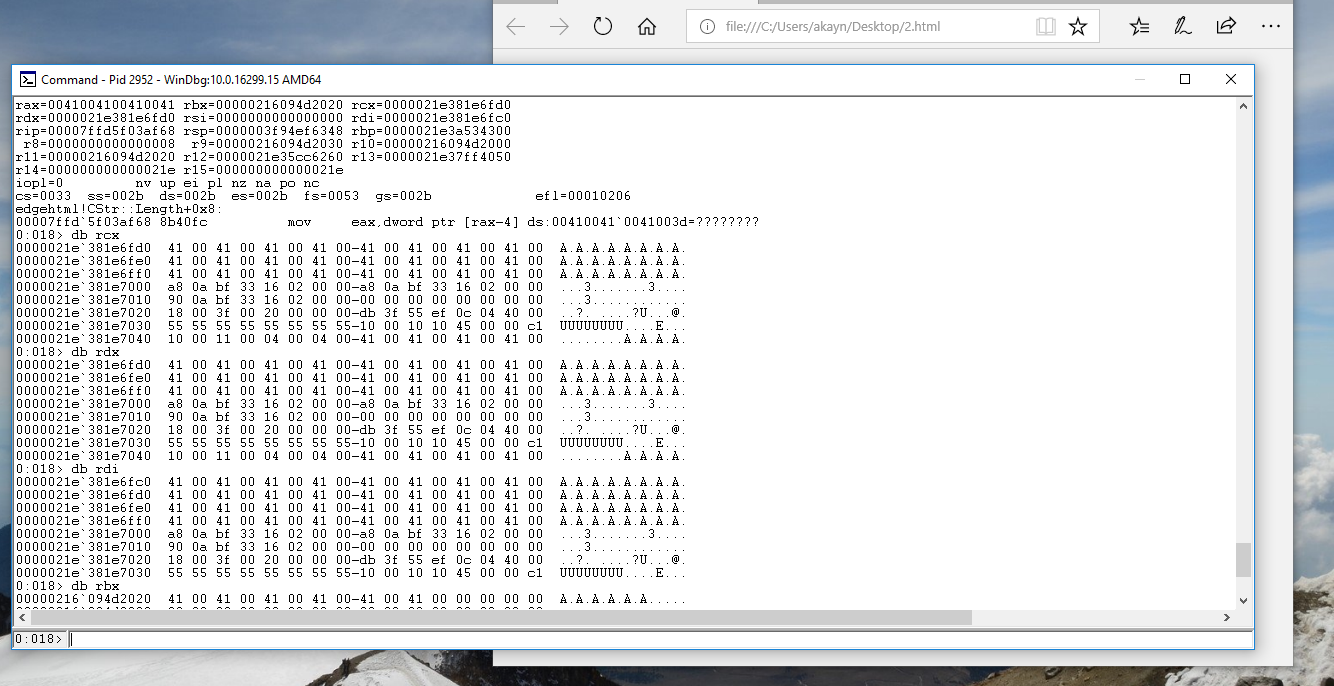 file:///C:/Users/akayn/Desktop/2.html
Command - Pid 2952 - WinDbg:10.0.16299.15 AMD64
rax=0041004100410041 rbx=00000216094d2020 rcx=0000021e381e6fd0
rdx=0000021e381e6fd0 rsi=0000000000000000 rdi=0000021e381e6fc0
rip=00007ffd5f03af68 rsp=0000003f94ef6348 rbp=0000021e3a534300
r8=0000000000000008 r9=00000216094d2030 r10=00000216094d2000
r11=00000216094d2020 r12=0000021e35cc6260 r13=0000021e37ff4050
r14=000000000000021e r15=000000000000021e
iopl=0 nv up ei pl nz na po nc
cs=0033 ss=002b ds=002b es=002b fs=0053 gs=002b efl=00010206
edgehtml!CStr::Length+0x8:
00007ffd`5f03af68 8b40fc mov eax,dword ptr [rax-4] ds:00410041`0041003d=????????
0:018> db rcx
0000021e`381e6fd0 41 00 41 00 41 00 41 00-41 00 41 00 41 00 41 00 A.A.A.A.A.A.A.A.
0000021e`381e6fe0 41 00 41 00 41 00 41 00-41 00 41 00 41 00 41 00 A.A.A.A.A.A.A.A.
0000021e`381e6ff0 41 00 41 00 41 00 41 00-41 00 41 00 41 00 41 00 A.A.A.A.A.A.A.A.
0000021e`381e7000 a8 0a bf 33 16 02 00 00-a8 0a bf 33 16 02 00 00 ...3.......3....
0000021e`381e7010 90 0a bf 33 16 02 00 00-00 00 00 00 00 00 00 00 ...3............
0000021e`381e7020 18 00 3f 00 20 00 00 00-db 3f 55 ef 0c 04 40 00 ..?. ....?U...@.
0000021e`381e7030 55 55 55 55 55 55 55 55-10 00 10 10 45 00 00 c1 UUUUUUUU....E...
0000021e`381e7040 10 00 11 00 04 00 04 00-41 00 41 00 41 00 41 00 ........A.A.A.A.
0:018> db rdx
0000021e`381e6fd0 41 00 41 00 41 00 41 00-41 00 41 00 41 00 41 00 A.A.A.A.A.A.A.A.
0000021e`381e6fe0 41 00 41 00 41 00 41 00-41 00 41 00 41 00 41 00 A.A.A.A.A.A.A.A.
0000021e`381e6ff0 41 00 41 00 41 00 41 00-41 00 41 00 41 00 41 00 A.A.A.A.A.A.A.A.
0000021e`381e7000 a8 0a bf 33 16 02 00 00-a8 0a bf 33 16 02 00 00 ...3.......3....
0000021e`381e7010 90 0a bf 33 16 02 00 00-00 00 00 00 00 00 00 00 ...3............
0000021e`381e7020 18 00 3f 00 20 00 00 00-db 3f 55 ef 0c 04 40 00 ..?. ....?U...@.
0000021e`381e7030 55 55 55 55 55 55 55 55-10 00 10 10 45 00 00 c1 UUUUUUUU....E...
0000021e`381e7040 10 00 11 00 04 00 04 00-41 00 41 00 41 00 41 00 ........A.A.A.A.
0:018> db rdi
0000021e`381e6fc0 41 00 41 00 41 00 41 00-41 00 41 00 41 00 41 00 A.A.A.A.A.A.A.A.
0000021e`381e6fd0 41 00 41 00 41 00 41 00-41 00 41 00 41 00 41 00 A.A.A.A.A.A.A.A.
0000021e`381e6fe0 41 00 41 00 41 00 41 00-41 00 41 00 41 00 41 00 A.A.A.A.A.A.A.A.
0000021e`381e6ff0 41 00 41 00 41 00 41 00-41 00 41 00 41 00 41 00 A.A.A.A.A.A.A.A.
0000021e`381e7000 a8 0a bf 33 16 02 00 00-a8 0a bf 33 16 02 00 00 ...3.......3....
0000021e`381e7010 90 0a bf 33 16 02 00 00-00 00 00 00 00 00 00 00 ...3............
0000021e`381e7020 18 00 3f 00 20 00 00 00-db 3f 55 ef 0c 04 40 00 ..?. ....?U...@.
0000021e`381e7030 55 55 55 55 55 55 55 55-10 00 10 10 45 00 00 c1 UUUUUUUU....E...
0:018> db rbx
00000216`094d2020 41 00 41 00 41 00 41 00-41 00 41 00 00 00 00 00 A.A.A.A.A.A.....
0:018>